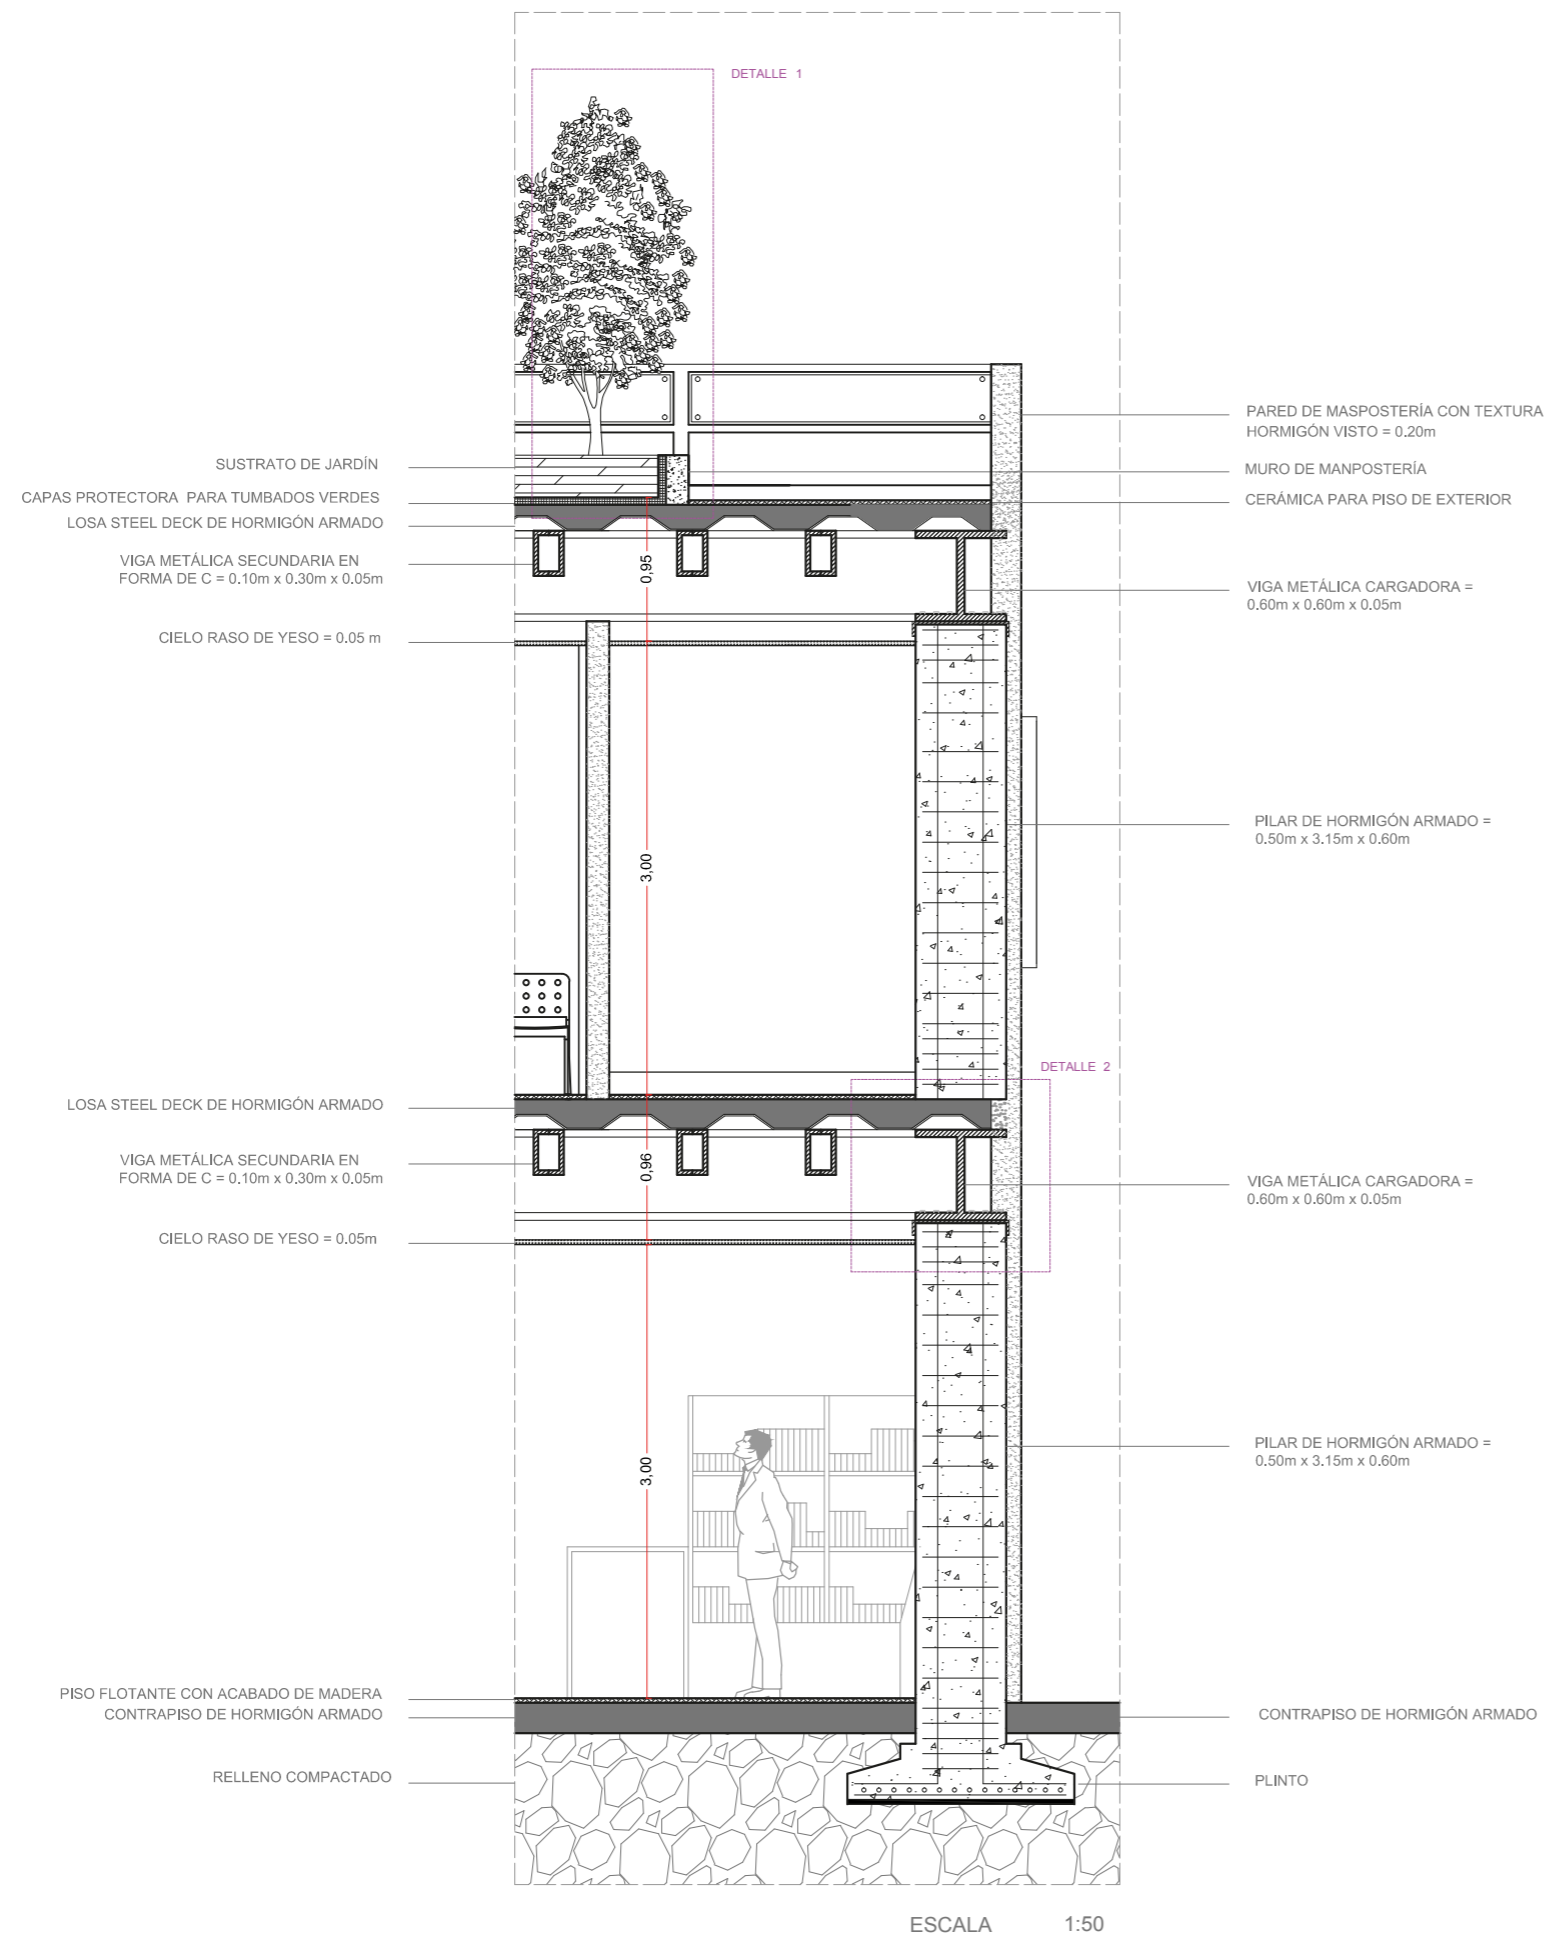 DETALLE 1
PARED DE MASPOSTERÍA CON TEXTURA
HORMIGÓN VISTO = 0.20m
SUSTRATO DE JARDÍN
MURO DE MANPOSTERÍA
CAPAS PROTECTORA PARA TUMBADOS VERDES
CERÁMICA PARA PISO DE EXTERIOR
LOSA STEEL DECK DE HORMIGÓN ARMADO
VIGA METÁLICA SECUNDARIA EN
FORMA DE C = 0.10m x 0.30m x 0.05m
0,95
VIGA METÁLICA CARGADORA =
0.60m x 0.60m x 0.05m
CIELO RASO DE YESO = 0.05 m
PILAR DE HORMIGÓN ARMADO =
0.50m x 3.15m x 0.60m
3,00
DETALLE 2
LOSA STEEL DECK DE HORMIGÓN ARMADO
VIGA METÁLICA SECUNDARIA EN
FORMA DE C = 0.10m x 0.30m x 0.05m
0,96
VIGA METÁLICA CARGADORA =
0.60m x 0.60m x 0.05m
CIELO RASO DE YESO = 0.05m
PILAR DE HORMIGÓN ARMADO =
0.50m x 3.15m x 0.60m
3,00
PISO FLOTANTE CON ACABADO DE MADERA
CONTRAPISO DE HORMIGÓN ARMADO
CONTRAPISO DE HORMIGÓN ARMADO
RELLENO COMPACTADO
PLINTO
ESCALA 1:50